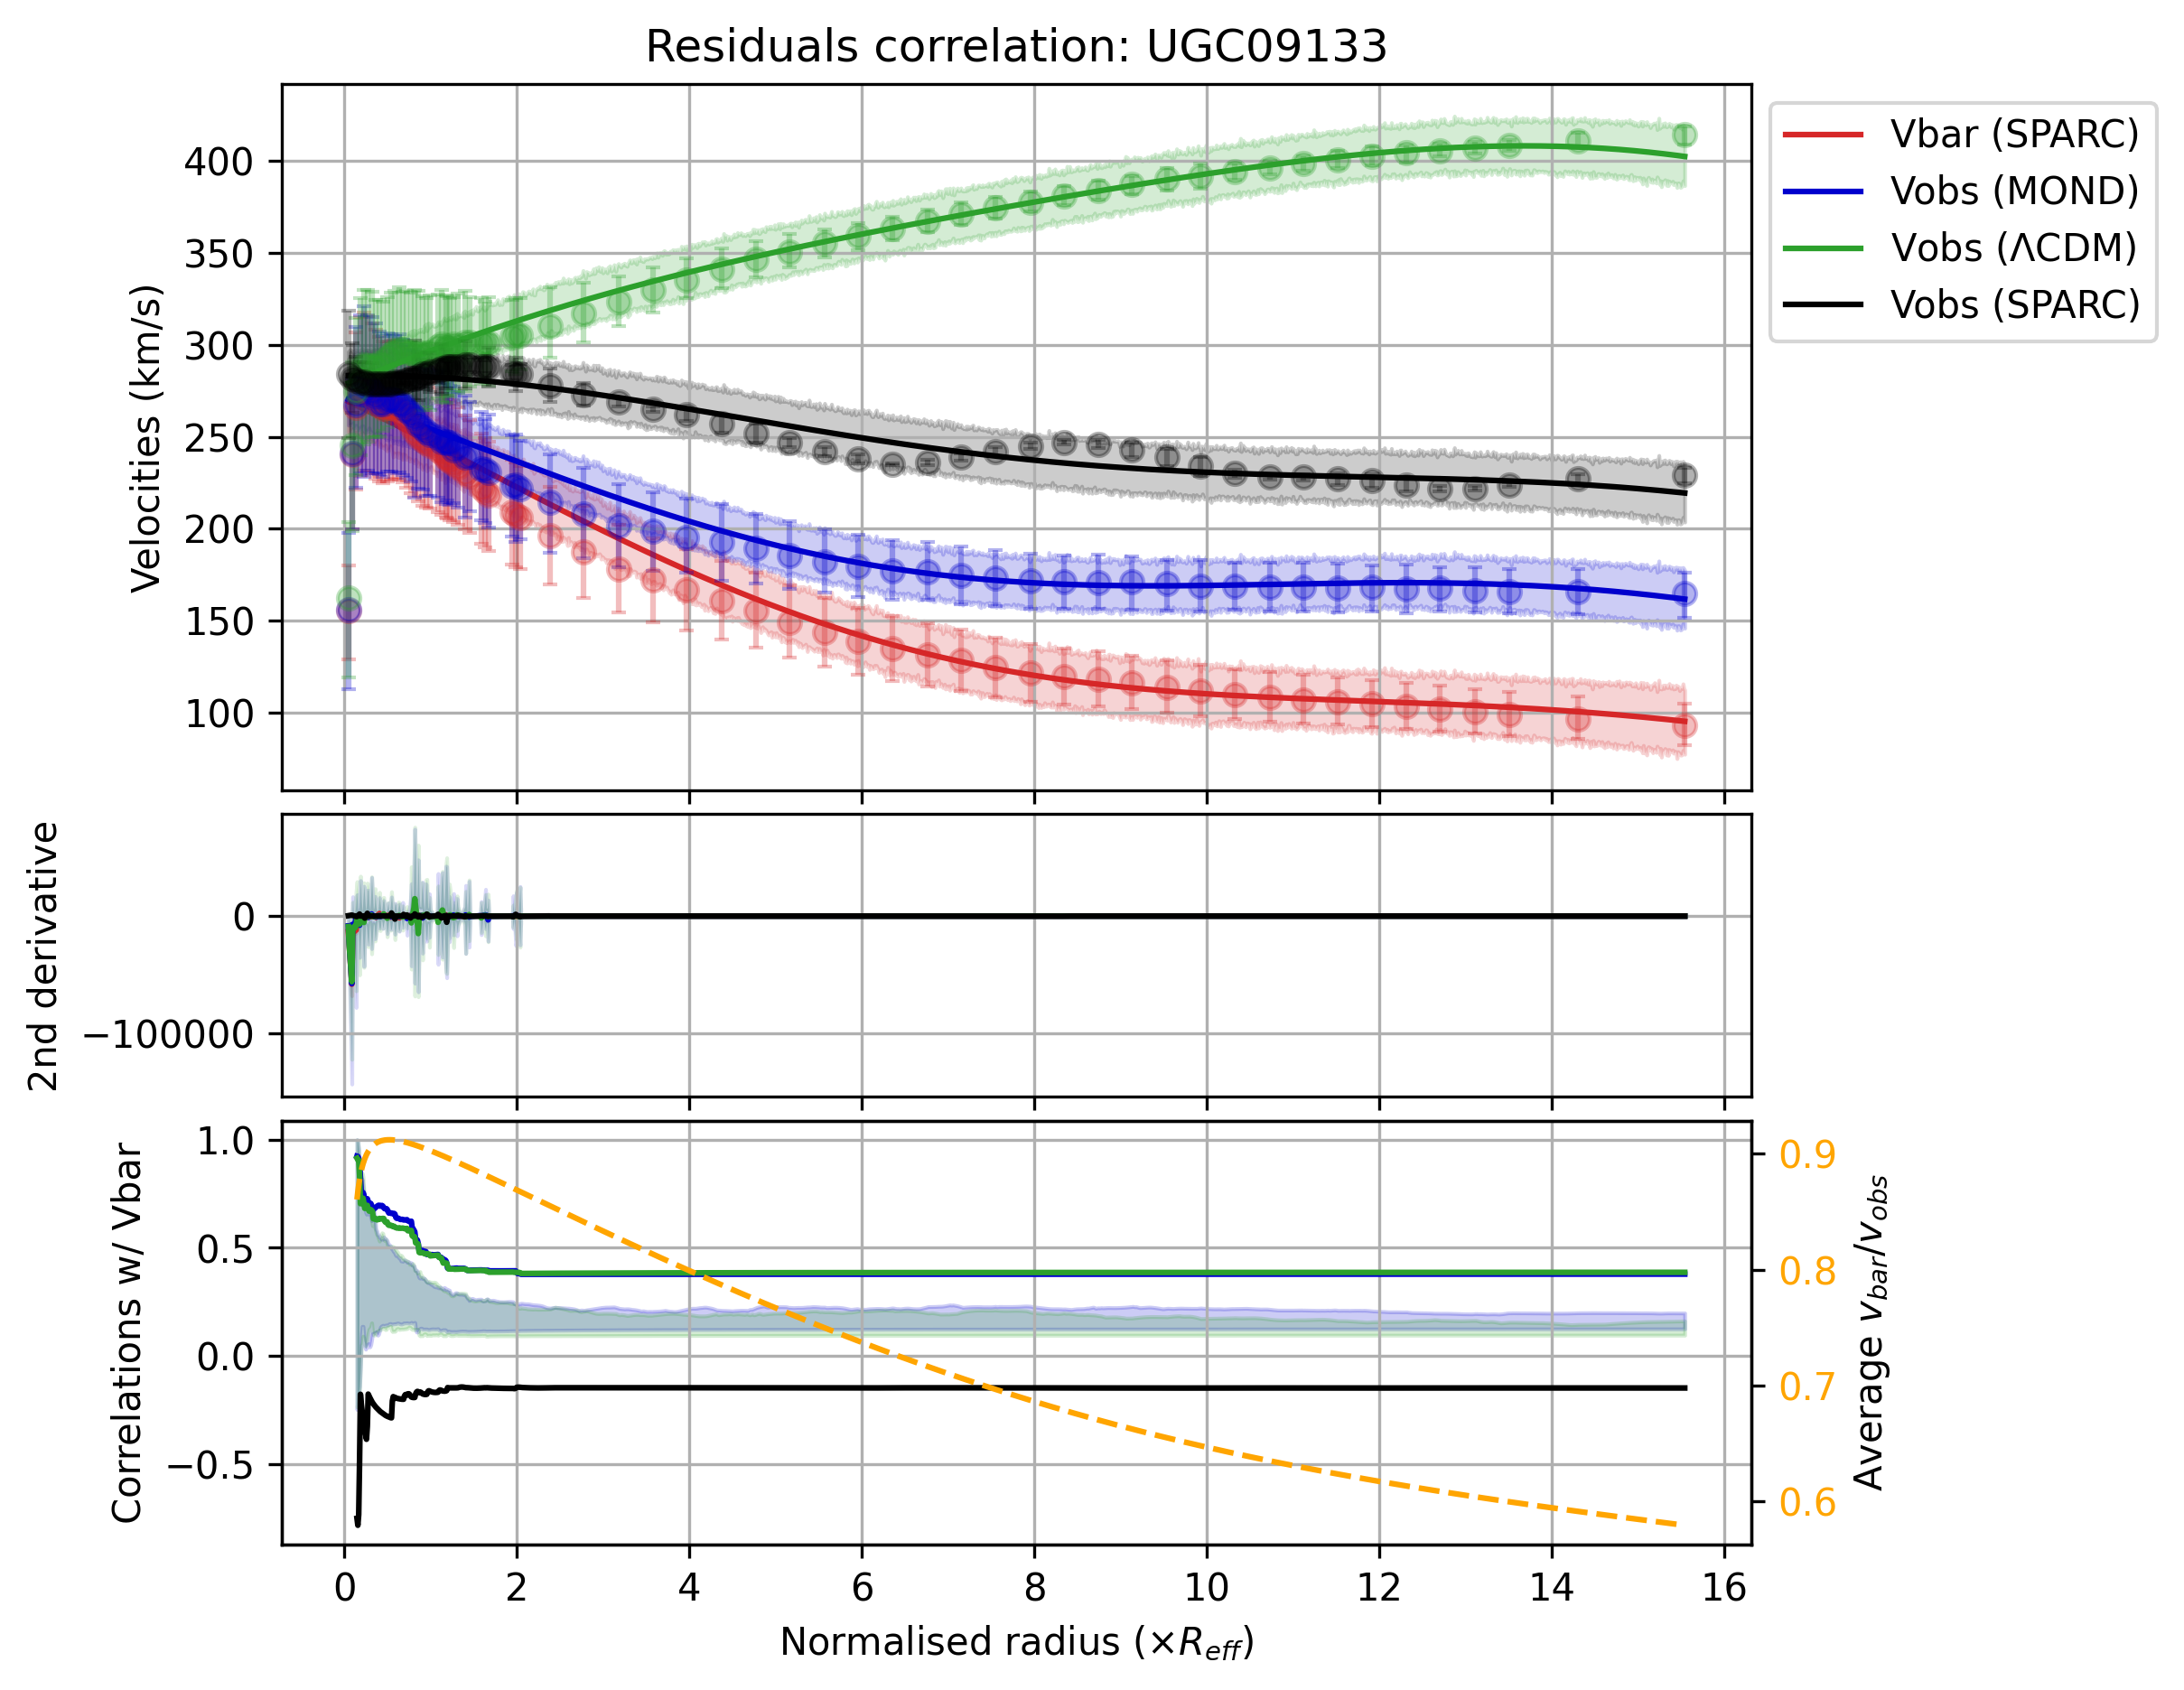 Residuals correlation: UGC09133
Vbar (SPARC)
Vobs (MOND)
Vobs (ΛCDM)
Vobs (SPARC)
Velocities (km/s)
400
350
300
250
200
150
100
2nd derivative
0
−100000
Correlations w/ Vbar
1.0
0.5
0.0
−0.5
0.9
0.8
0.7
0.6
Average v_bar/v_obs
0 2 4 6 8 10 12 14 16
Normalised radius (×R_eff)